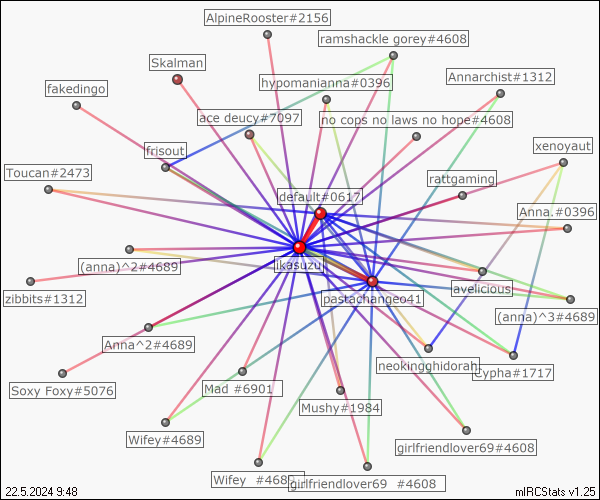 AlpineRooster#2156
ramshackle gorey#4608
Skalman
Annarchist#1312
hypomanianna#0396
fakedingo
ace deucy#7097
no cops no laws no hope#4608
xenoyaut
frisout
Toucan#2473
rattgaming
default#0617
Anna.#0396
ikasuzu
(anna)^2#4689
avelicious
zibbits#1312
pastachangeo41
(anna)^3#4689
Anna^2#4689
neokingghidorah
Cypha#1717
Soxy Foxy#5076
Mad #6901
Mushy#1984
Wifey#4689
girlfriendlover69#4608
Wifey #468
girlfriendlover69 #4608
22.5.2024 9:48
mIRCStats v1.25